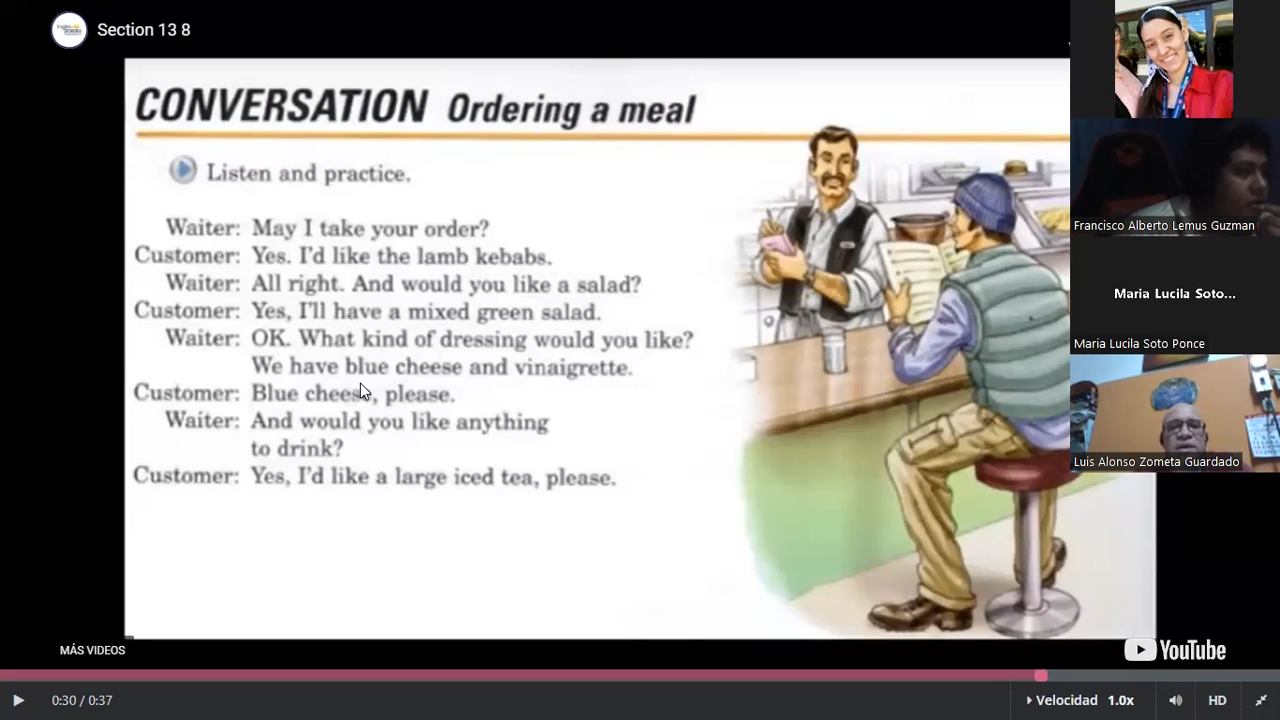 Section 13 8
CONVERSATION Ordering a meal
Listen and practice.
Waiter: May I take your order?
Customer: Yes. I'd like the lamb kebabs.
Waiter: All right. And would you like a salad?
Customer: Yes, I'll have a mixed green salad.
Waiter: OK. What kind of dressing would you like?
We have blue cheese and vinaigrette.
Customer: Blue cheese, please.
Waiter: And would you like anything
to drink?
Customer: Yes, I'd like a large iced tea, please.
Francisco Alberto Lemus Guzman
Maria Lucila Soto...
Maria Lucila Soto Ponce
Luis Alonso Zometa Guardado
MÁS VIDEOS
YouTube
0:30 / 0:37
Velocidad 1.0x
HD